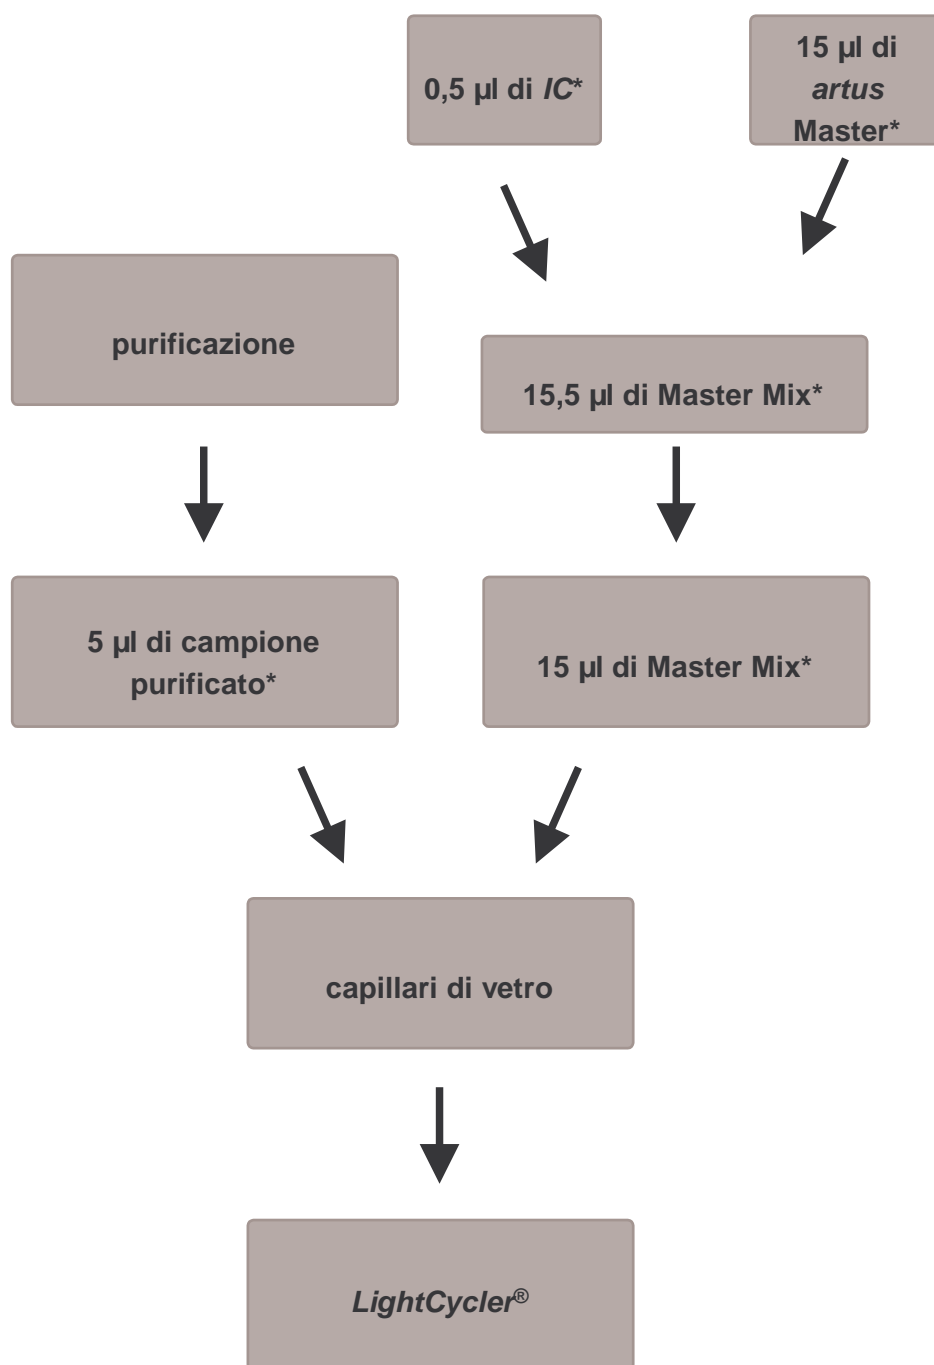 0,5 µl di IC*
15 µl di
artus
Master*
purificazione
15,5 µl di Master Mix*
5 µl di campione
purificato*
15 µl di Master Mix*
capillari di vetro
LightCycler®